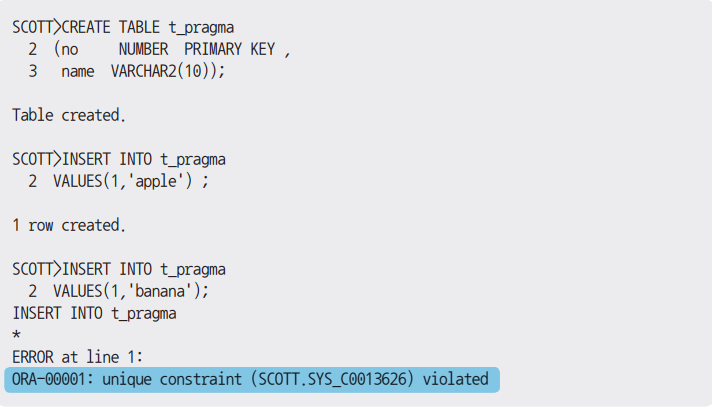 SCOTT>CREATE TABLE t_pragma
2 (no NUMBER PRIMARY KEY ,
3 name VARCHAR2(10));
Table created.
SCOTT>INSERT INTO t_pragma
2 VALUES(1,'apple') ;
1 row created.
SCOTT>INSERT INTO t_pragma
2 VALUES(1,'banana');
INSERT INTO t_pragma
*
ERROR at line 1:
ORA-00001: unique constraint (SCOTT.SYS_C0013626) violated